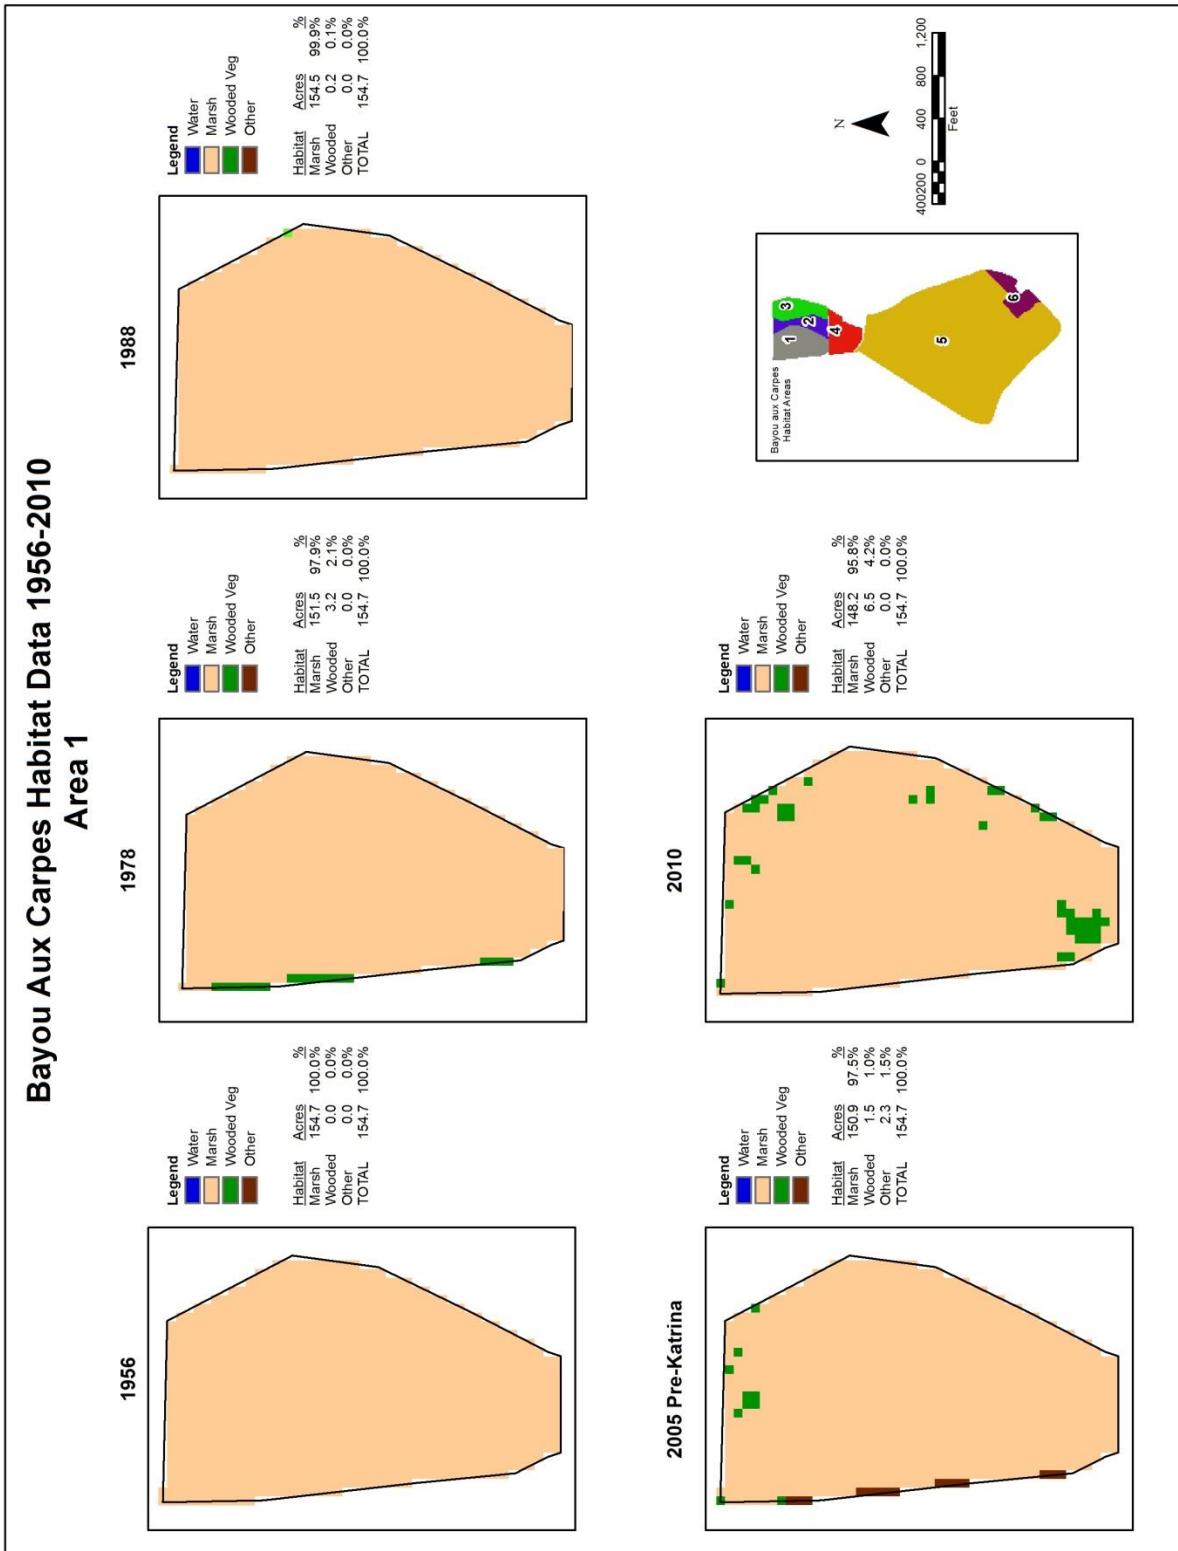 Bayou Aux Carpes Habitat Data 1956-2010
Area 1
1956
Legend
Water
Marsh
Wooded Veg
Other
Habitat Acres %
Marsh 154.7 100.0%
Wooded 0.0 0.0%
Other 0.0 0.0%
TOTAL 154.7 100.0%
1978
Legend
Water
Marsh
Wooded Veg
Other
Habitat Acres %
Marsh 151.5 97.9%
Wooded 3.2 2.1%
Other 0.0 0.0%
TOTAL 154.7 100.0%
1988
Legend
Water
Marsh
Wooded Veg
Other
Habitat Acres %
Marsh 154.5 99.9%
Wooded 0.2 0.1%
Other 0.0 0.0%
TOTAL 154.7 100.0%
2005 Pre-Katrina
Legend
Water
Marsh
Wooded Veg
Other
Habitat Acres %
Marsh 150.9 97.5%
Wooded 1.5 1.0%
Other 2.3 1.5%
TOTAL 154.7 100.0%
2010
Legend
Water
Marsh
Wooded Veg
Other
Habitat Acres %
Marsh 148.2 95.8%
Wooded 6.5 4.2%
Other 0.0 0.0%
TOTAL 154.7 100.0%
Bayou aux Carpes
Habitat Areas
1
2
3
4
5
6
N
400200 0 400 800 1,200
Feet